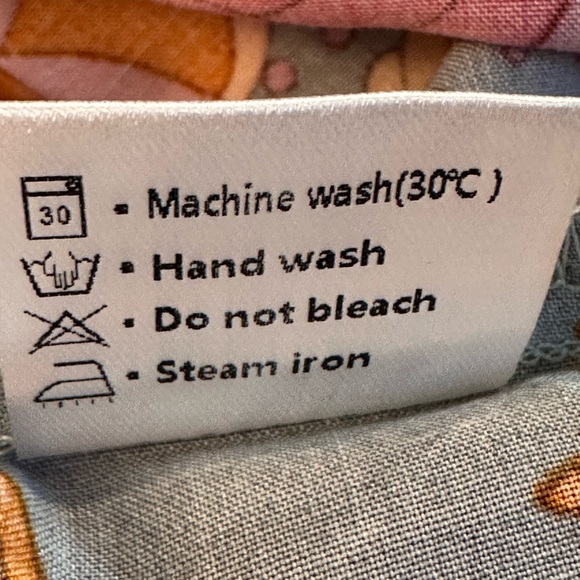 30 - Machine wash(30℃ )
- Hand wash
- Do not bleach
- Steam iron